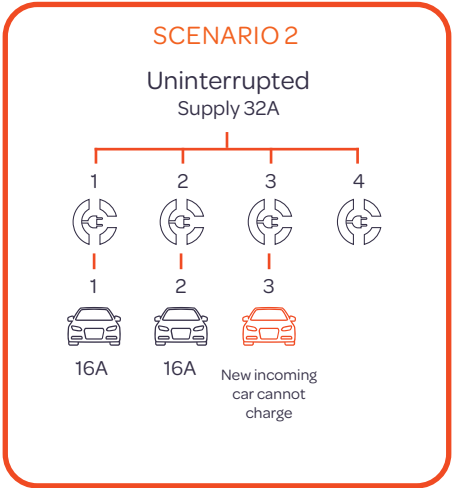 SCENARIO 2
Uninterrupted
Supply 32A
1 2 3 4
1 2 3
16A 16A
New incoming
car cannot
charge